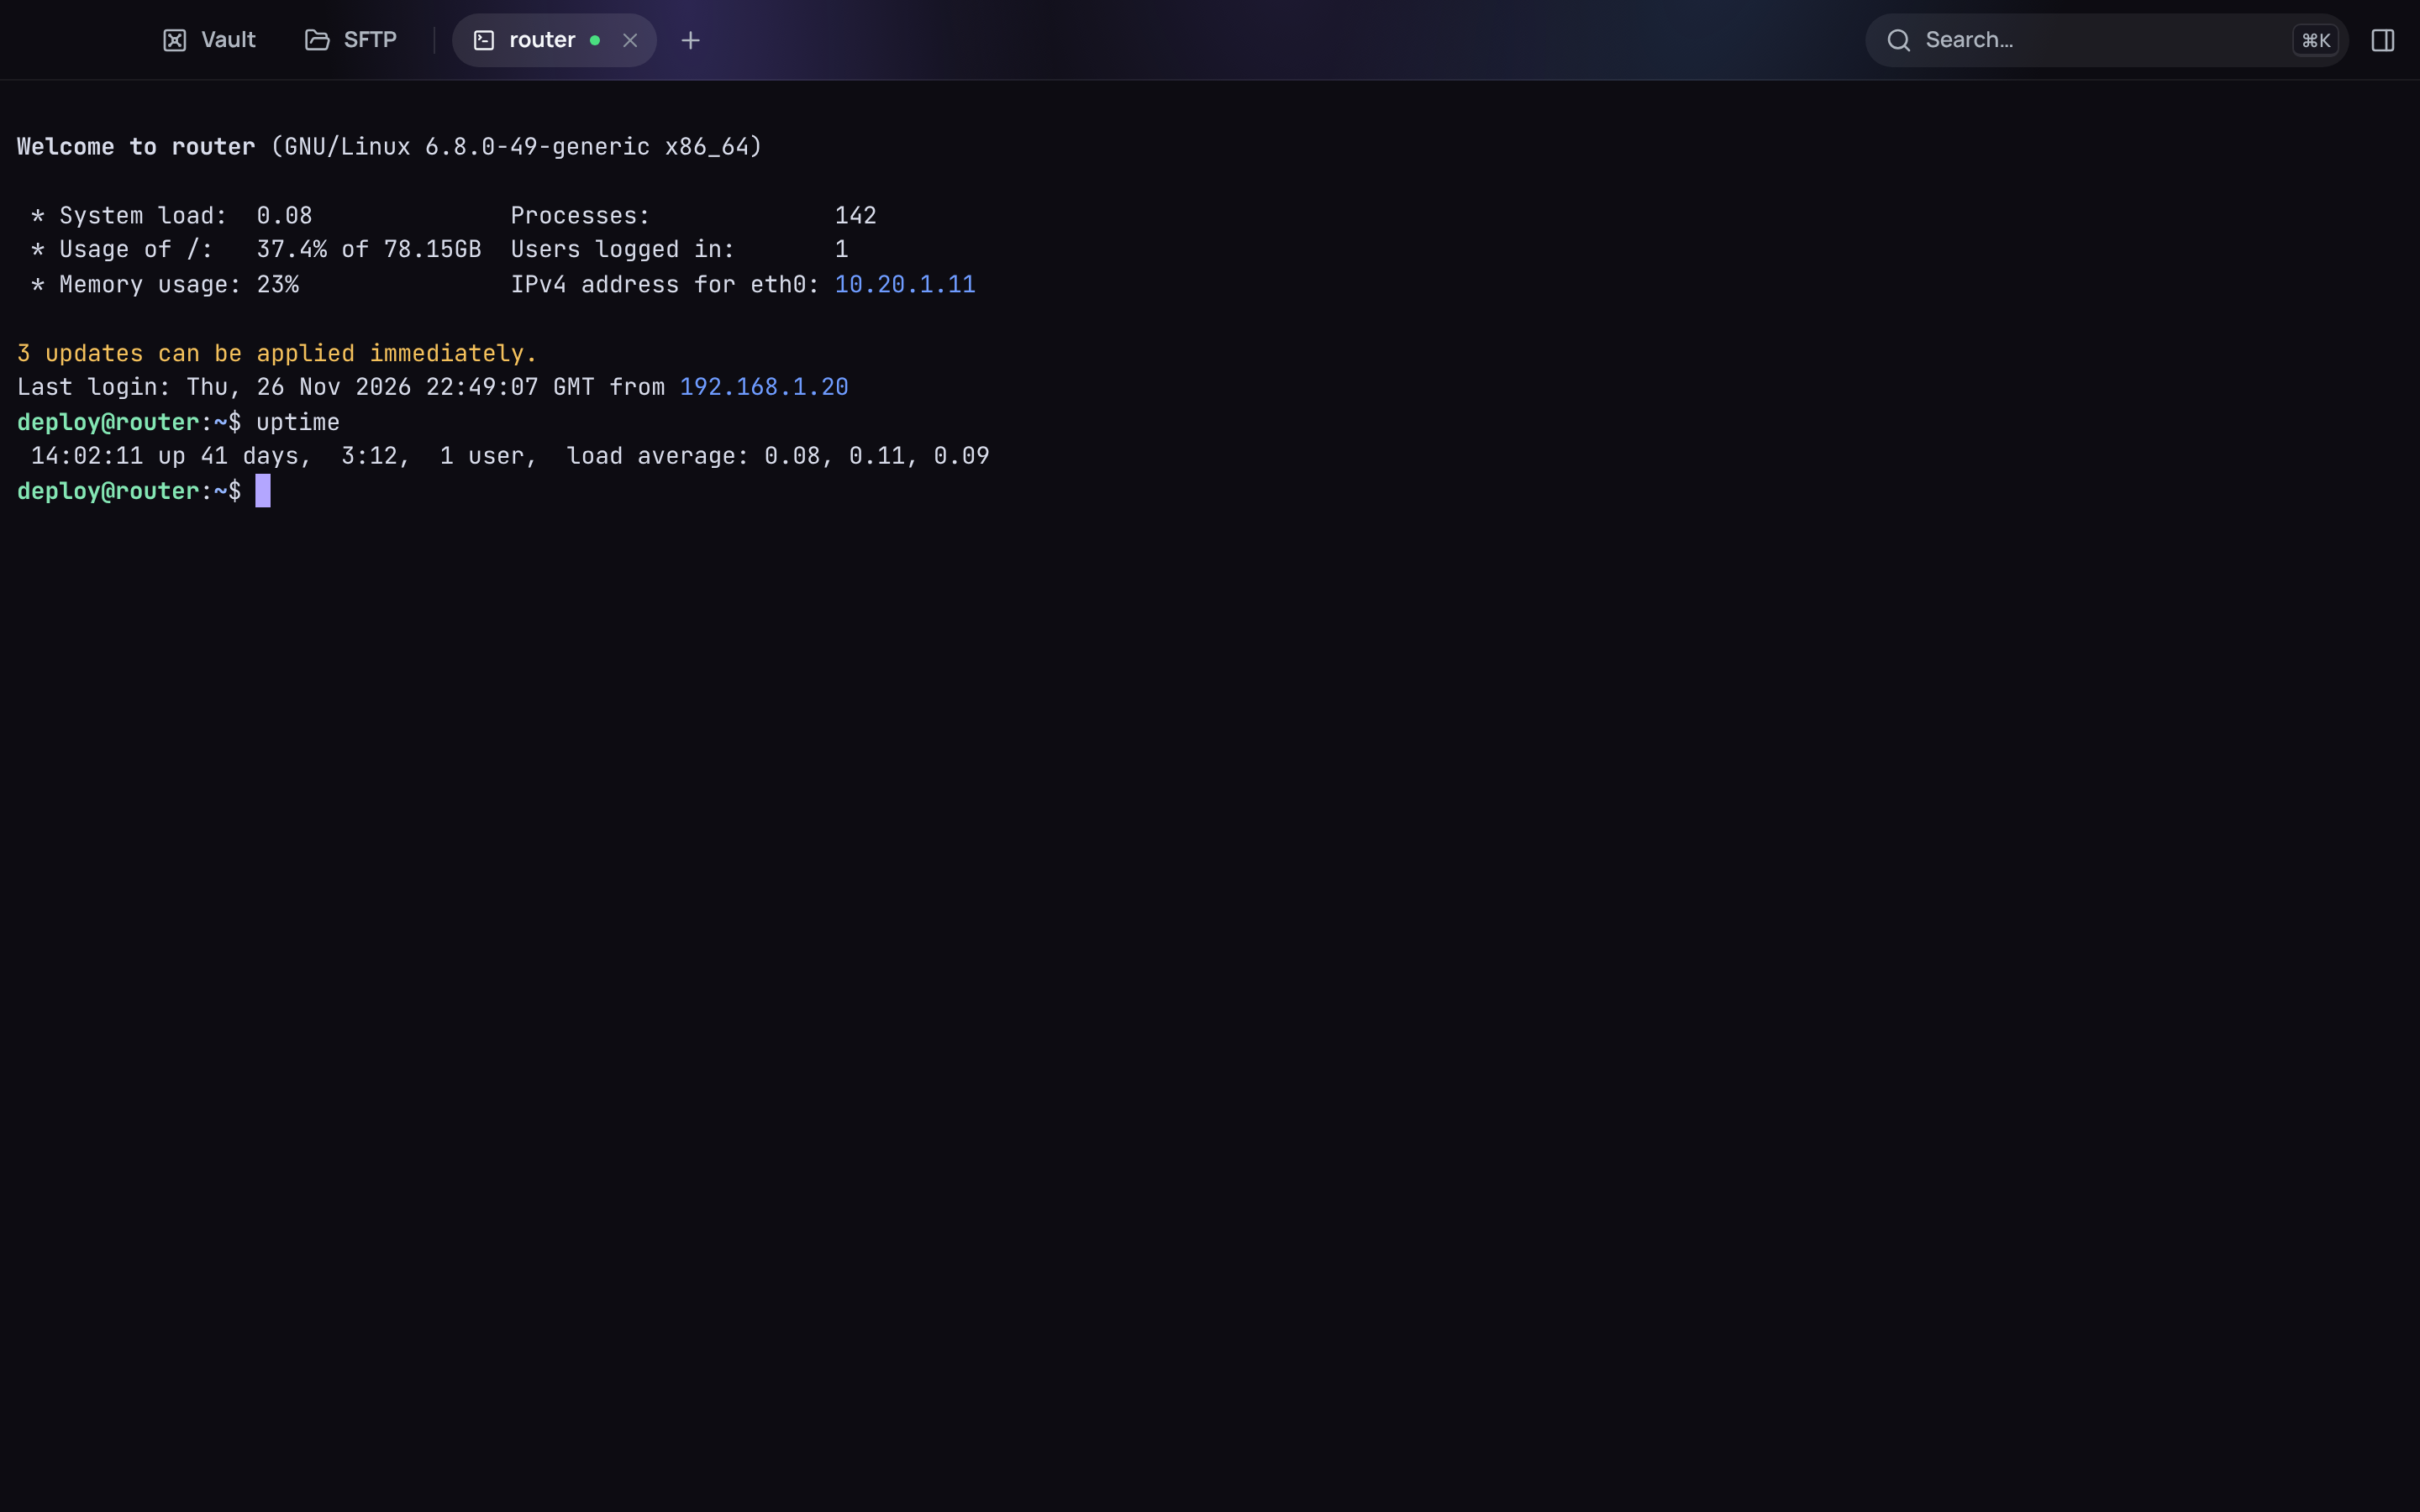 Vault SFTP router Search... ⌘K
Welcome to router (GNU/Linux 6.8.0-49-generic x86_64)
* System load:  0.08              Processes:             142
* Usage of /:   37.4% of 78.15GB  Users logged in:       1
* Memory usage: 23%               IPv4 address for eth0: 10.20.1.11
3 updates can be applied immediately.
Last login: Thu, 26 Nov 2026 22:49:07 GMT from 192.168.1.20
deploy@router:~$ uptime
14:02:11 up 41 days,  3:12,  1 user,  load average: 0.08, 0.11, 0.09
deploy@router:~$